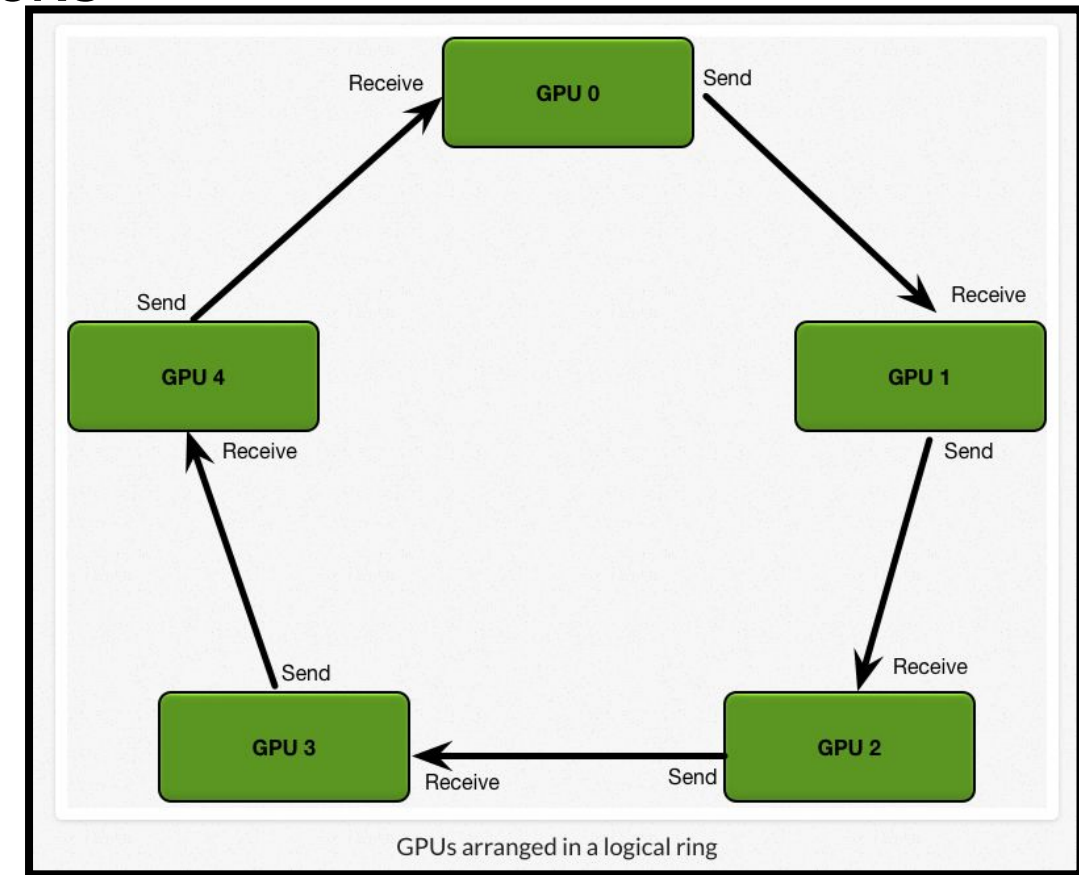 Receive
GPU 0
Send
Send
Receive
GPU 4
GPU 1
Receive
Send
Send
Receive
GPU 3
GPU 2
Receive
Send
GPUs arranged in a logical ring